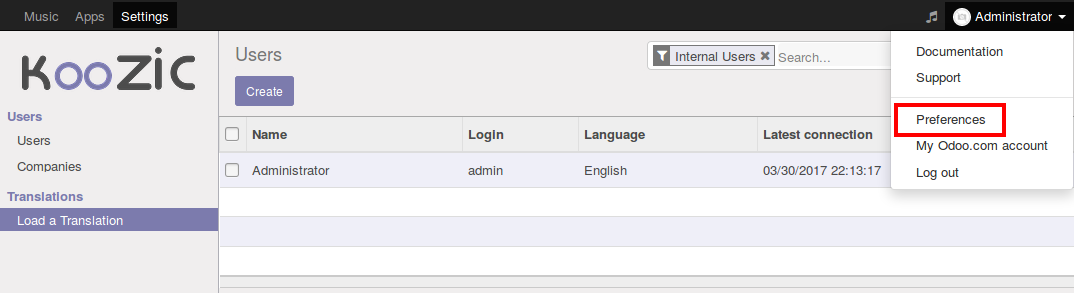 Music Apps Settings Administrator
KOOZIC
Users
Users
Companies
Translations
Load a Translation
Users
Internal Users Search...
Create
Name Login Language Latest connection
Administrator admin English 03/30/2017 22:13:17
Documentation
Support
Preferences
My Odoo.com account
Log out